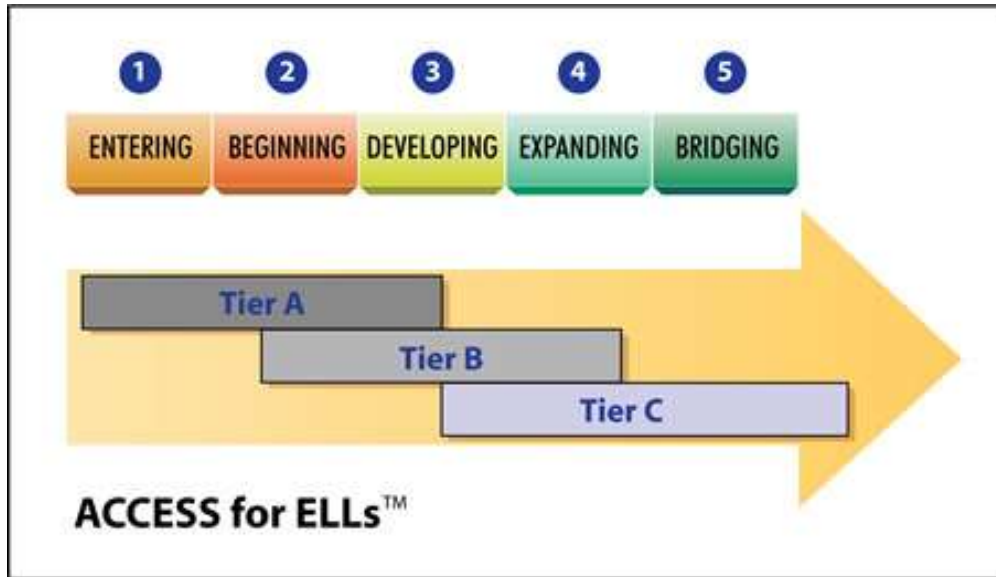 1 2 3 4 5
ENTERING BEGINNING DEVELOPING EXPANDING BRIDGING
Tier A
Tier B
Tier C
ACCESS for ELLs™